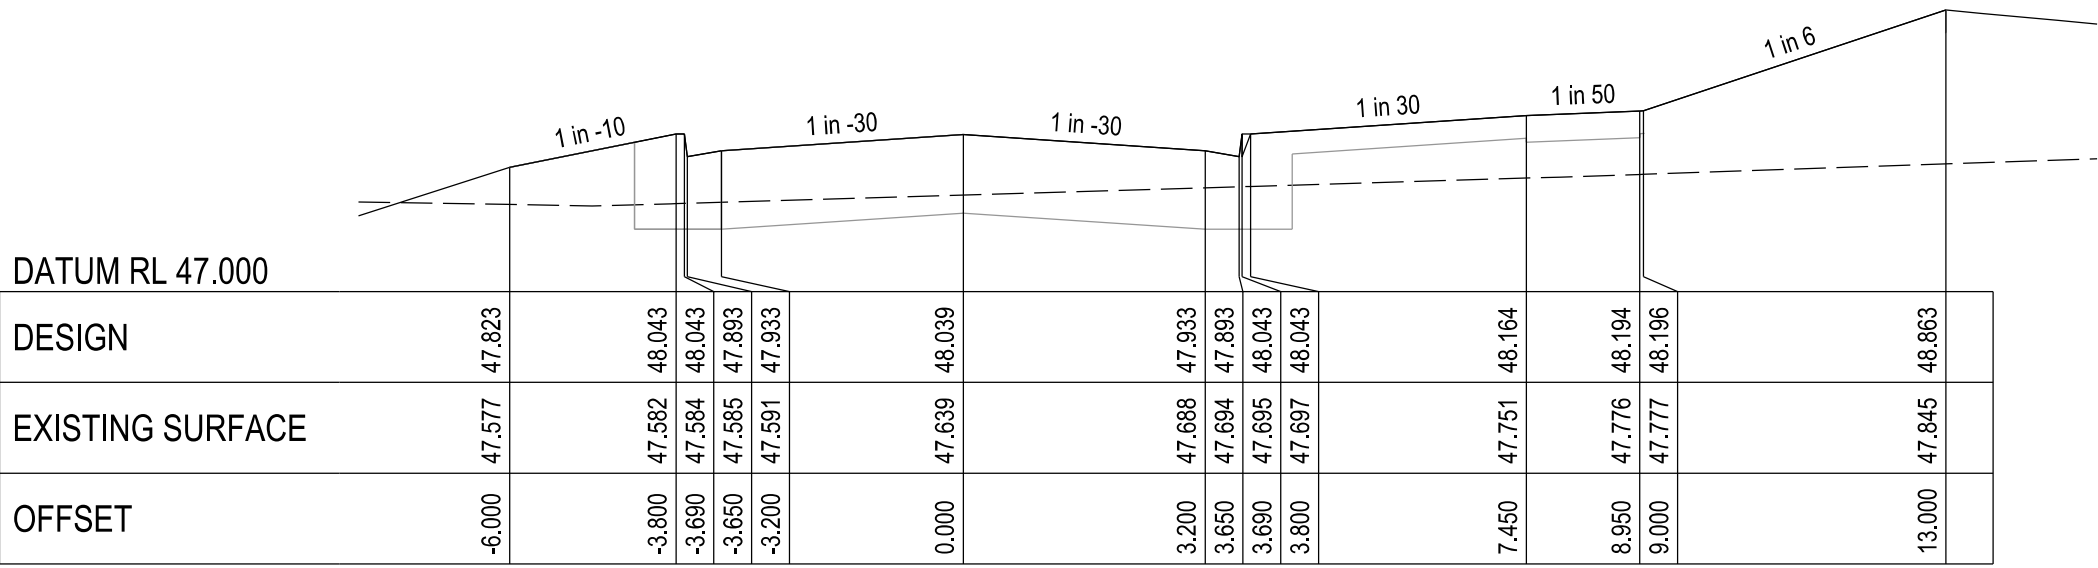 1 in 6
1 in 50
1 in 30
1 in -10
1 in -30
1 in -30
DATUM RL 47.000
DESIGN 47.823 48.043 48.043 47.893 47.933 48.039 47.933 47.893 48.043 48.043 48.164 48.194 48.196 48.863
EXISTING SURFACE 47.577 47.582 47.584 47.585 47.591 47.639 47.688 47.694 47.695 47.697 47.751 47.776 47.777 47.845
OFFSET -6.000 -3.800 -3.690 -3.650 -3.200 0.000 3.200 3.650 3.690 3.800 7.450 8.950 9.000 13.000